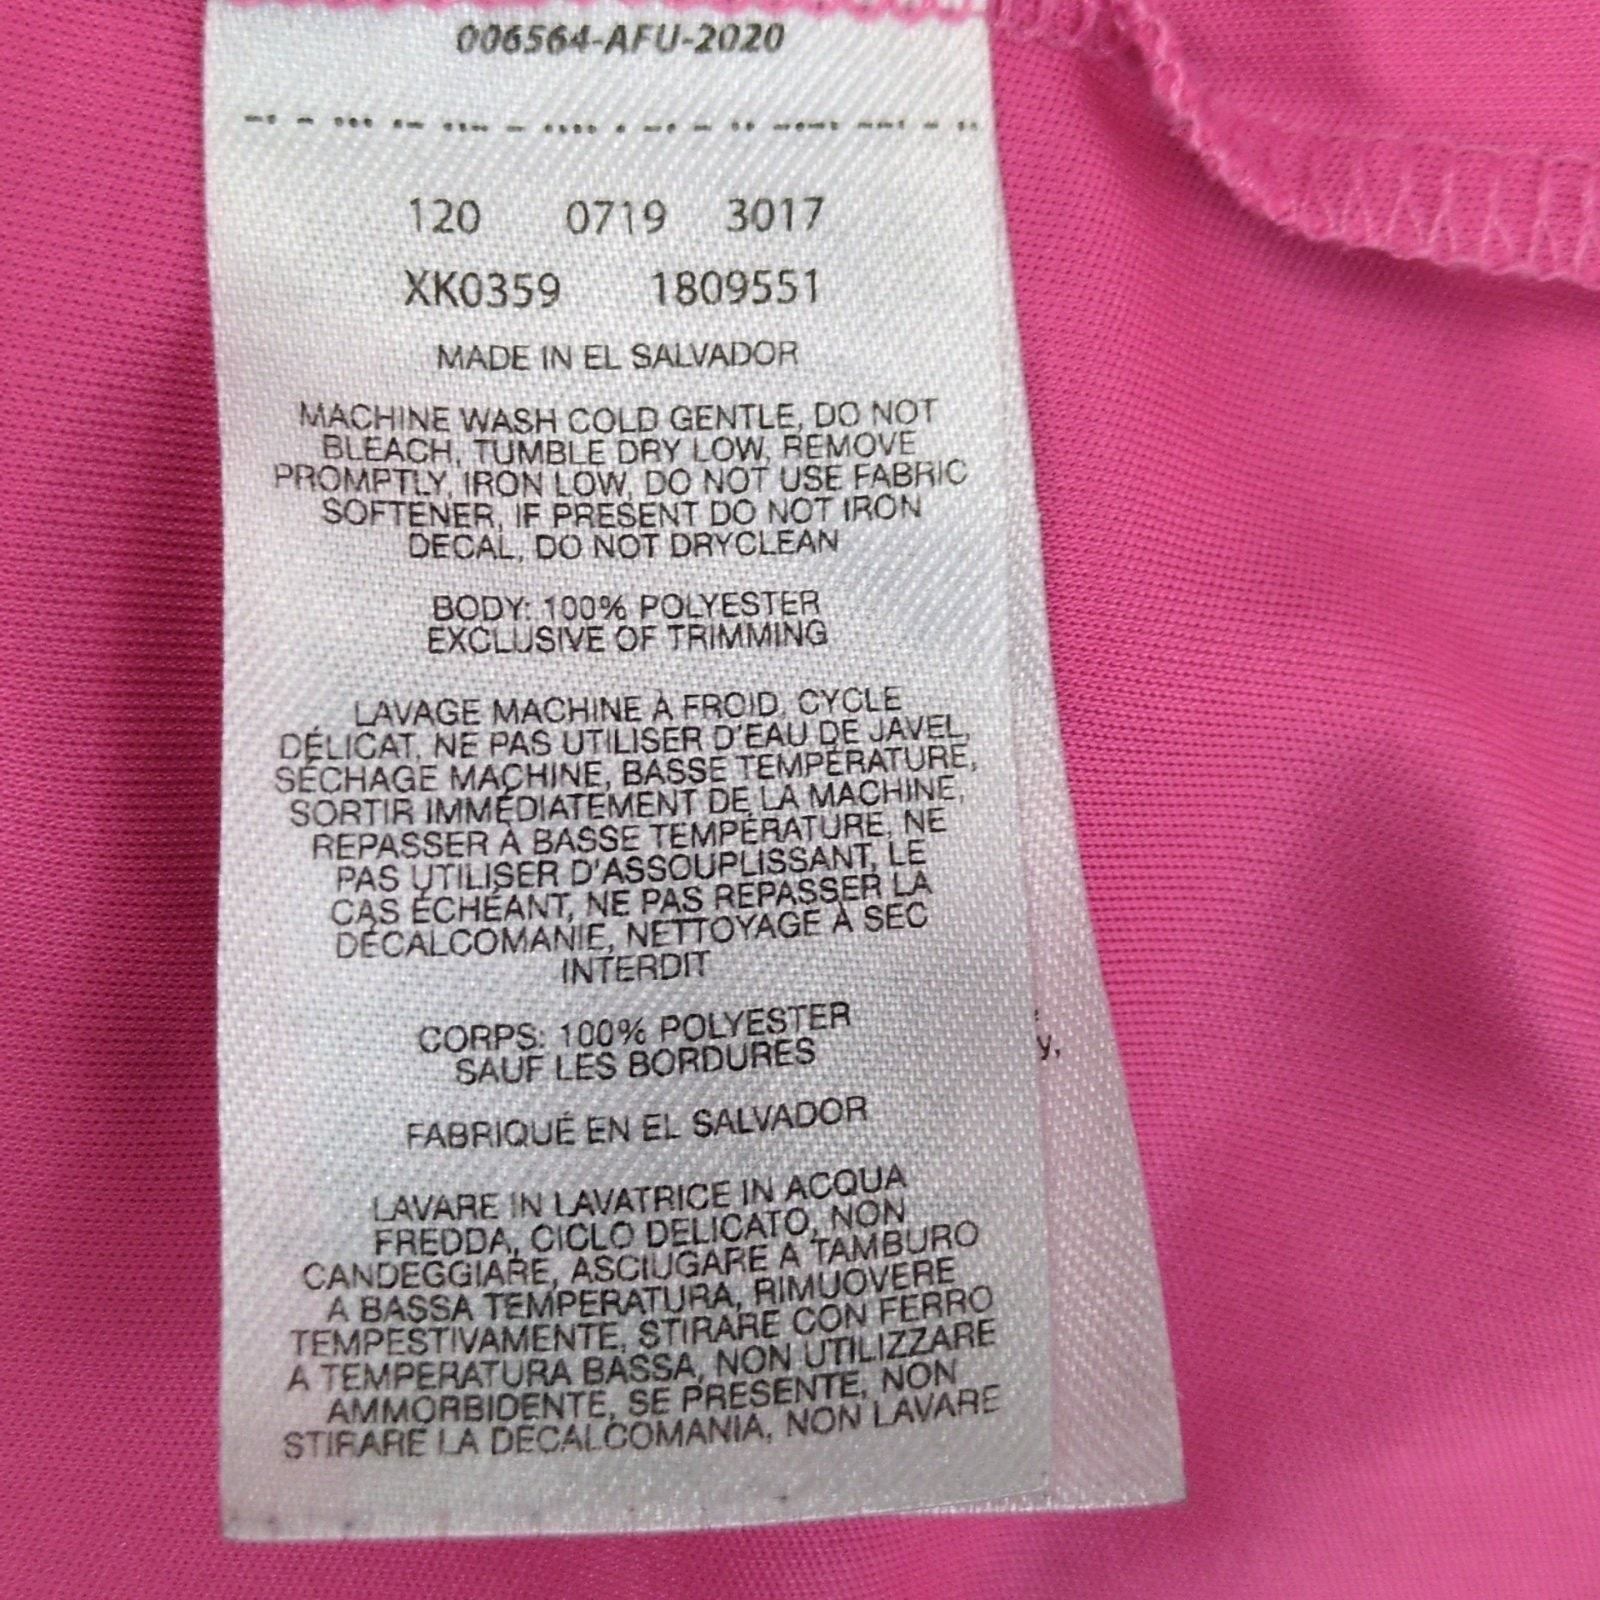 006564-AFU-2020
120 0719 3017
XK0359 1809551
MADE IN EL SALVADOR
MACHINE WASH COLD GENTLE, DO NOT
BLEACH, TUMBLE DRY LOW, REMOVE
PROMPTLY, IRON LOW, DO NOT USE FABRIC
SOFTENER, IF PRESENT DO NOT IRON
DECAL, DO NOT DRYCLEAN
BODY: 100% POLYESTER
EXCLUSIVE OF TRIMMING
LAVAGE MACHINE À FROID, CYCLE
DÉLICAT, NE PAS UTILISER D'EAU DE JAVEL,
SÉCHAGE MACHINE, BASSE TEMPÉRATURE,
SORTIR IMMÉDIATEMENT DE LA MACHINE,
REPASSER À BASSE TEMPÉRATURE, NE
PAS UTILISER D'ASSOUPLISSANT, LE
CAS ÉCHÉANT, NE PAS REPASSER LA
DÉCALCOMANIE, NETTOYAGE À SEC
INTERDIT
CORPS: 100% POLYESTER
SAUF LES BORDURES
FABRIQUÉ EN EL SALVADOR
LAVARE IN LAVATRICE IN ACQUA
FREDDA, CICLO DELICATO, NON
CANDEGGIARE, ASCIUGARE A TAMBURO
A BASSA TEMPERATURA, RIMUOVERE
TEMPESTIVAMENTE, STIRARE CON FERRO
A TEMPERATURA BASSA, NON UTILIZZARE
AMMORBIDENTE, SE PRESENTE, NON
STIRARE LA DECALCOMANIA, NON LAVARE
y,